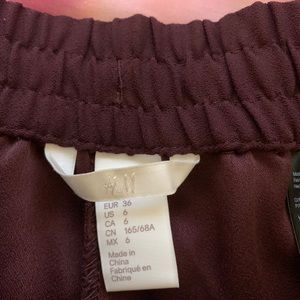 H&M
EUR 36
US 6
CA 6
CN 165/68A
MX 6
Made in
China
Fabriqué en
Chine